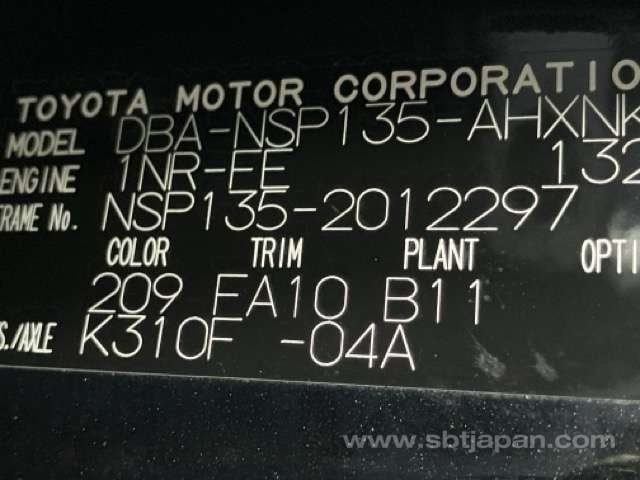 TOYOTA MOTOR CORPORATIO
MODEL DBA-NSP135-AHXNK
ENGINE 1NR-FE 132
FRAME No. NSP135-2012297
COLOR TRIM PLANT OPTI
209 FA10 B11
S./AXLE K310F -04A
www.sbtjapan.com